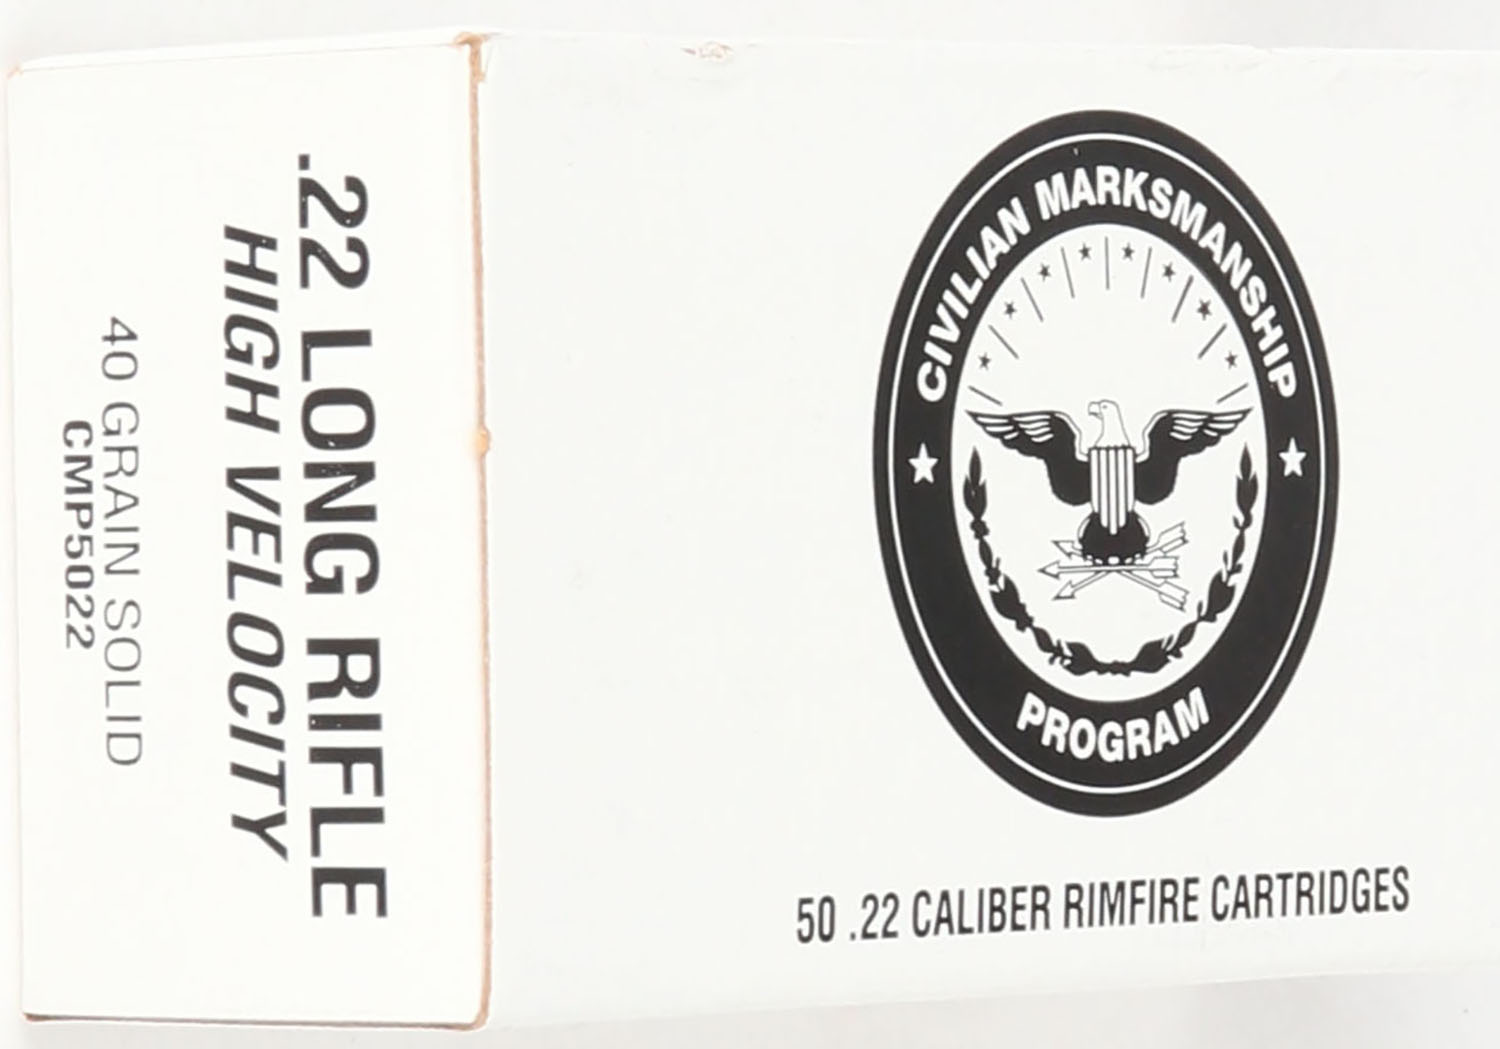 .22 LONG RIFLE
HIGH VELOCITY
40 GRAIN SOLID
CMP5022
CIVILIAN MARKSMANSHIP
PROGRAM
50 .22 CALIBER RIMFIRE CARTRIDGES